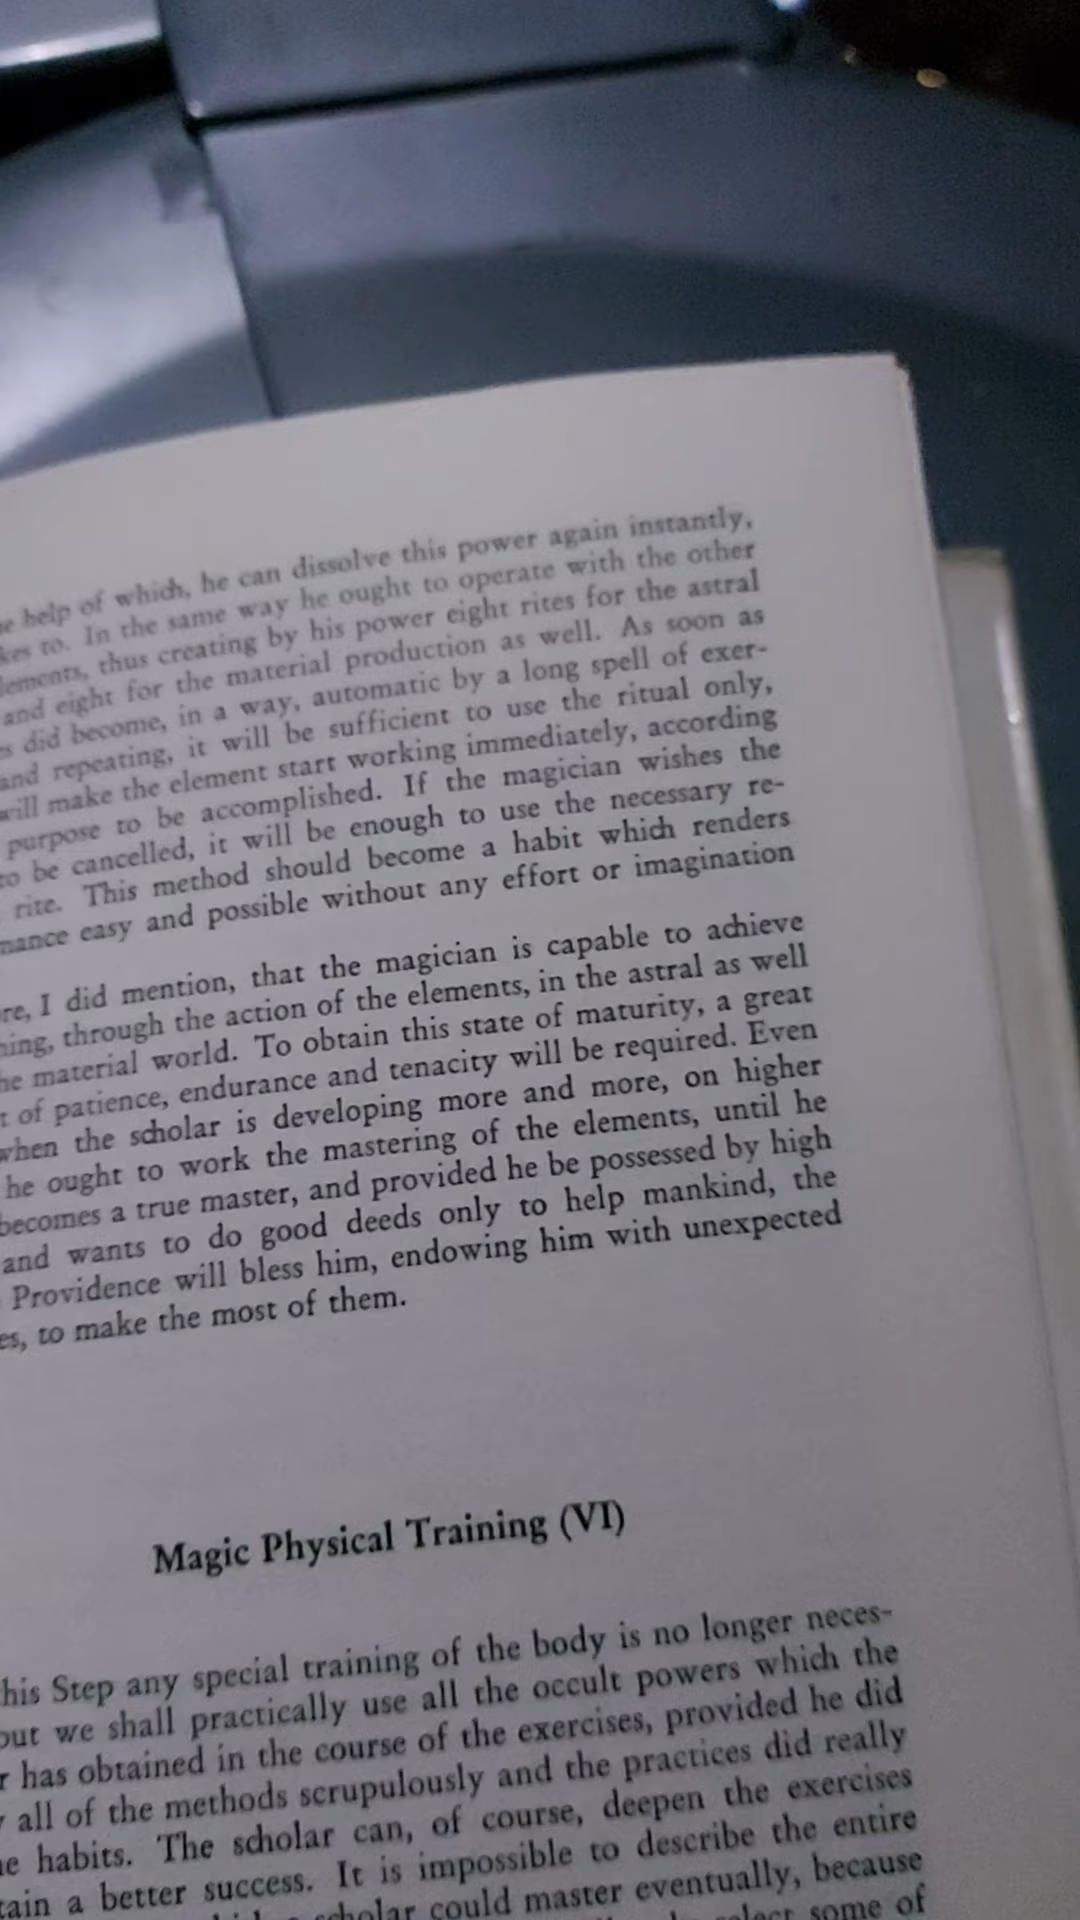 help of which, he can dissolve this power again instantly,
to. In the same way he ought to operate with the other
lements, thus creating by his power eight rites for the astral
and eight for the material production as well. As soon as
s did become, in a way, automatic by a long spell of exer-
and repeating, it will be sufficient to use the ritual only,
will make the element start working immediately, according
purpose to be accomplished. If the magician wishes the
to be cancelled, it will be enough to use the necessary re-
rite. This method should become a habit which renders
mance easy and possible without any effort or imagination
re, I did mention, that the magician is capable to achieve
hing, through the action of the elements, in the astral as well
he material world. To obtain this state of maturity, a great
t of patience, endurance and tenacity will be required. Even
when the scholar is developing more and more, on higher
he ought to work the mastering of the elements, until he
becomes a true master, and provided he be possessed by high
and wants to do good deeds only to help mankind, the
Providence will bless him, endowing him with unexpected
es, to make the most of them.
Magic Physical Training (VI)
his Step any special training of the body is no longer neces-
out we shall practically use all the occult powers which the
r has obtained in the course of the exercises, provided he did
y all of the methods scrupulously and the practices did really
e habits. The scholar can, of course, deepen the exercises
tain a better success. It is impossible to describe the entire
scholar could master eventually, because
select some of